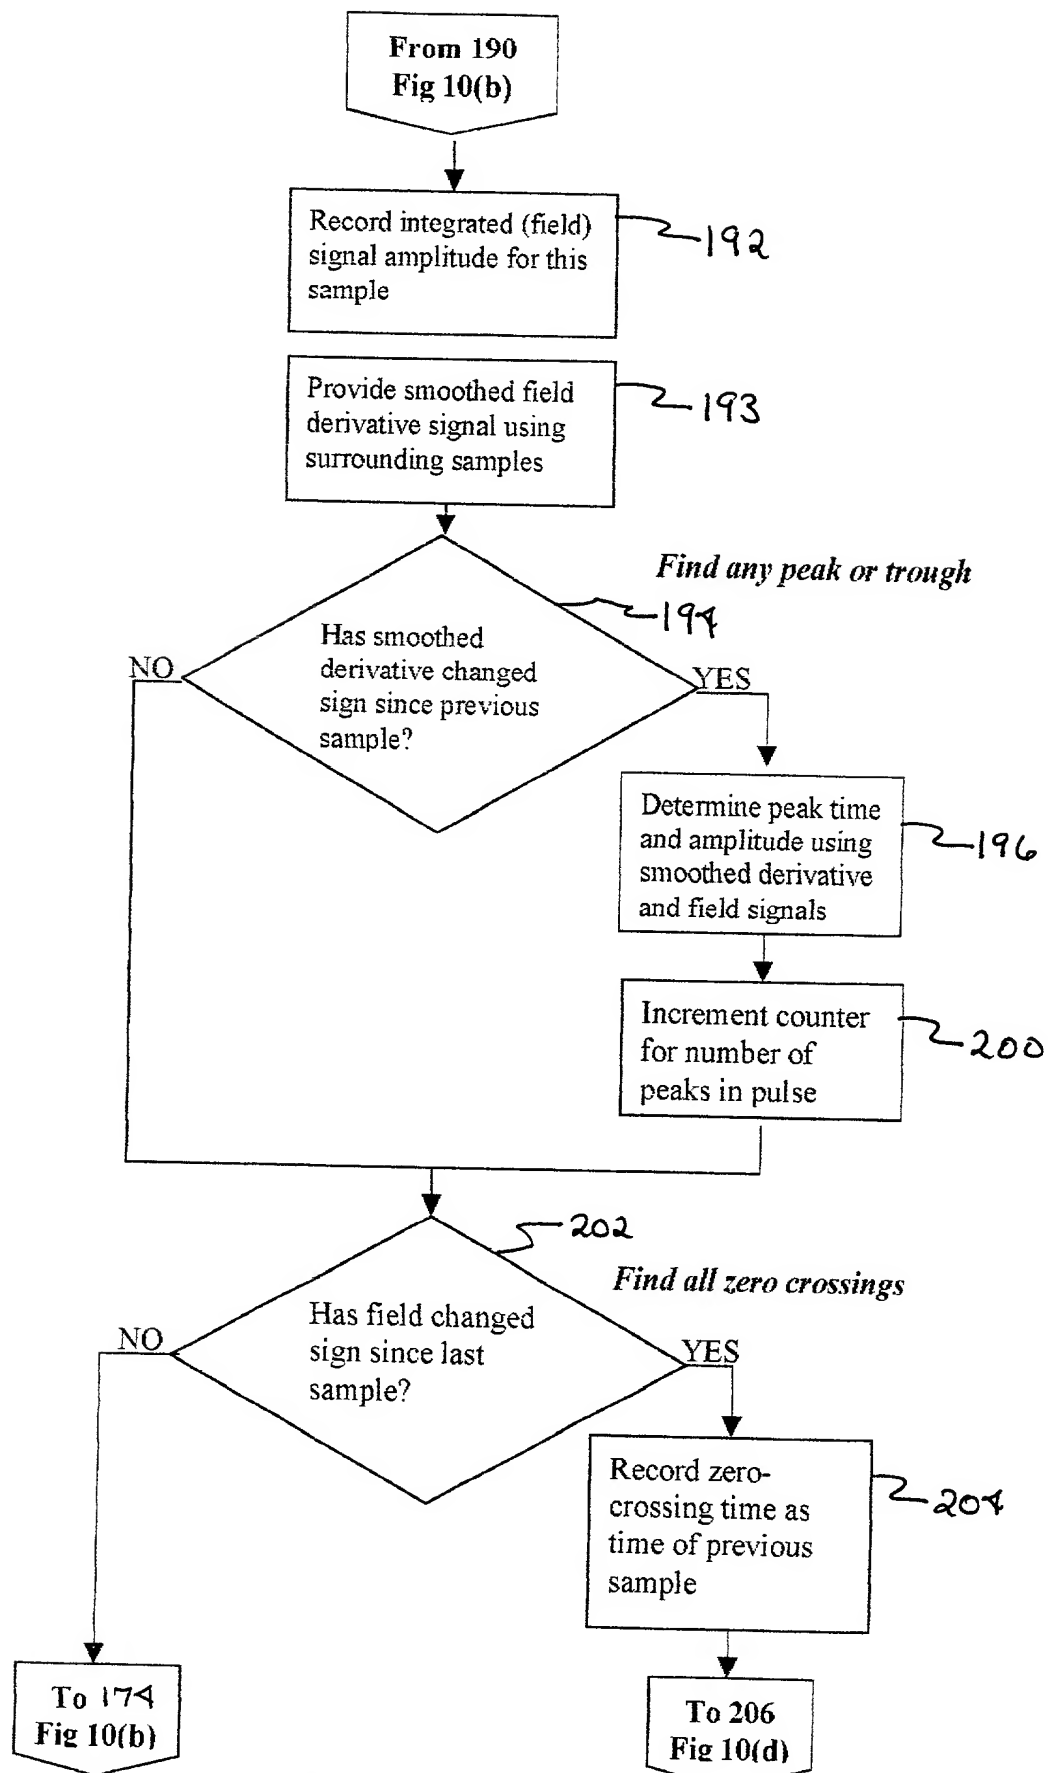 From 190
Fig 10(b)
Record integrated (field)
signal amplitude for this
sample
192
Provide smoothed field
derivative signal using
surrounding samples
193
Find any peak or trough
194
Has smoothed
derivative changed
sign since previous
sample?
NO
YES
Determine peak time
and amplitude using
smoothed derivative
and field signals
196
Increment counter
for number of
peaks in pulse
200
202
Find all zero crossings
Has field changed
sign since last
sample?
NO
YES
Record zero-
crossing time as
time of previous
sample
204
To 174
Fig 10(b)
To 206
Fig 10(d)